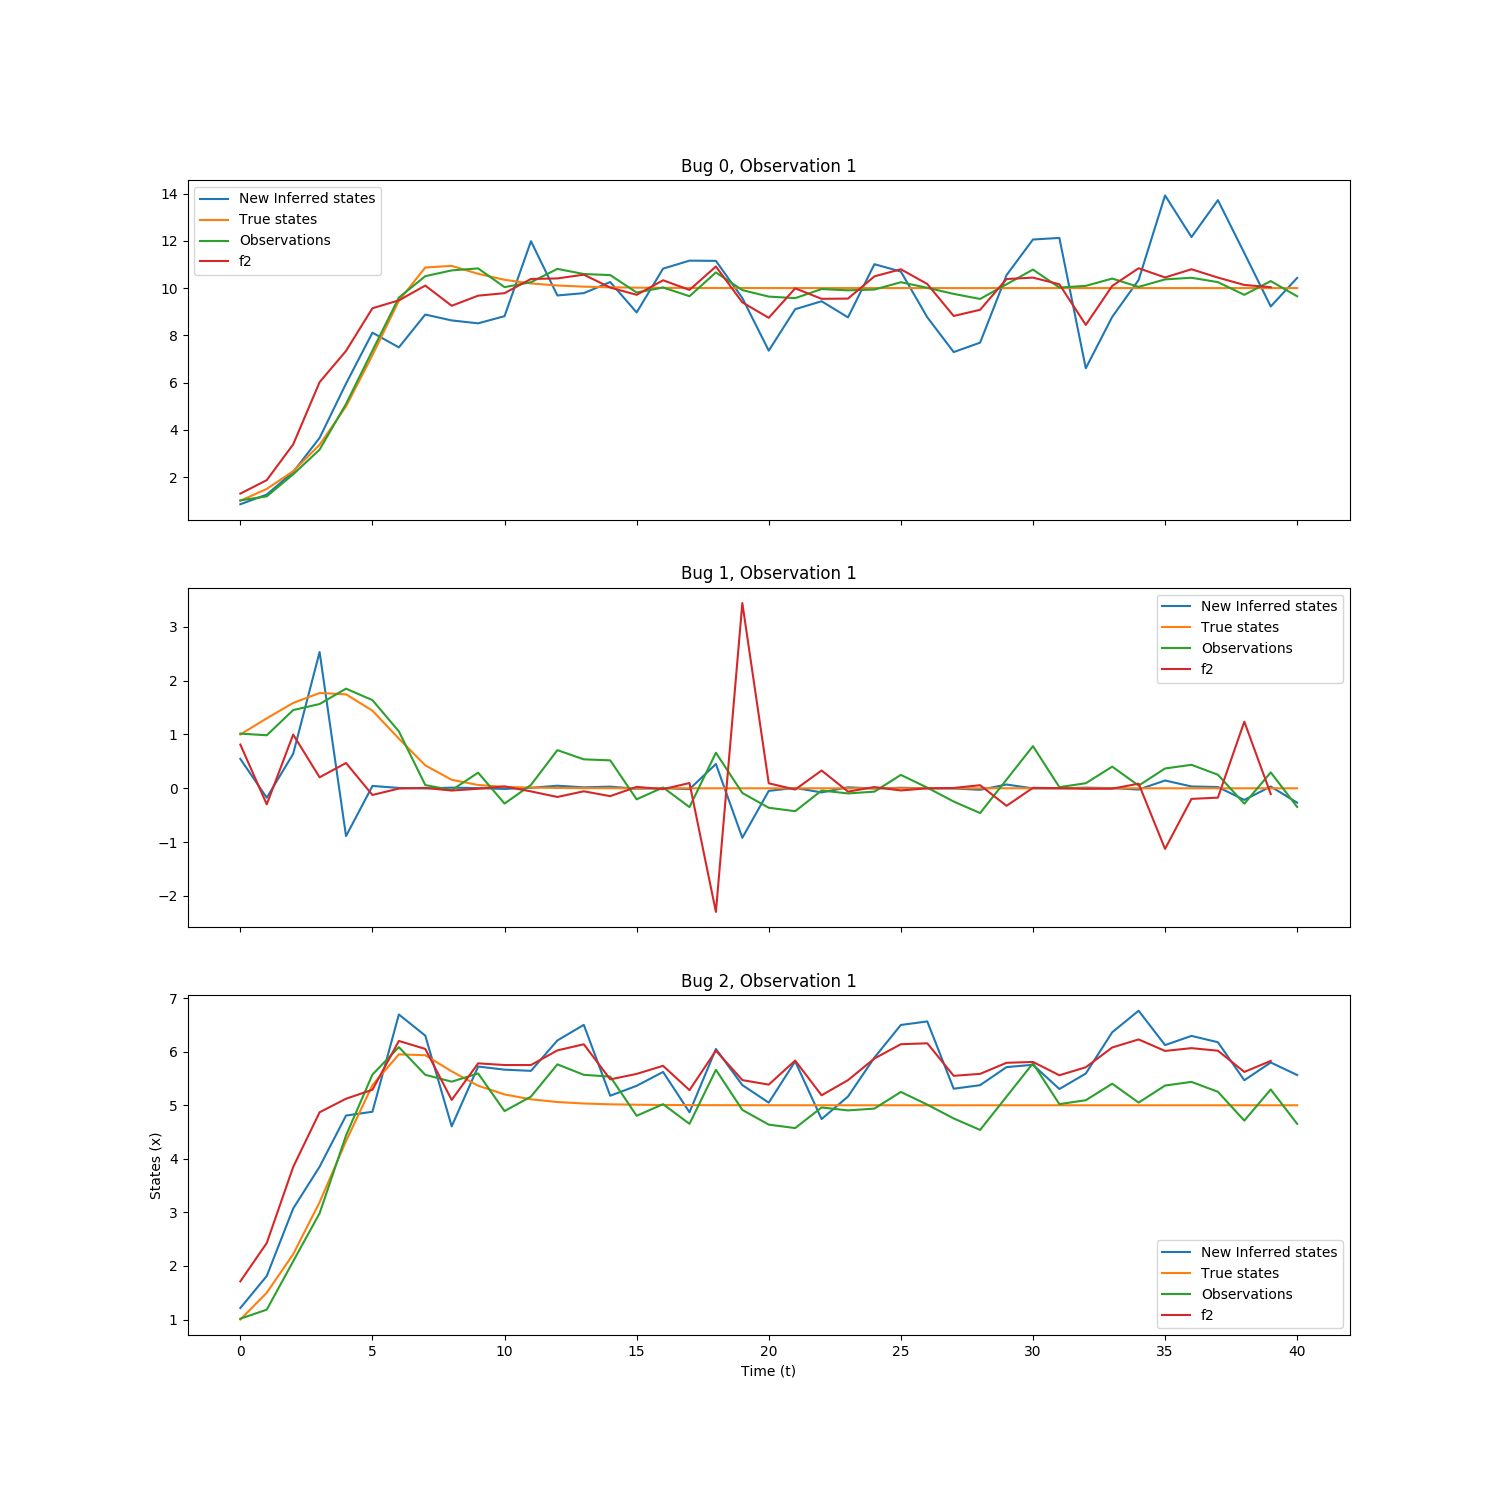 Bug 0, Observation 1
14
12
10
8
6
4
2
New Inferred states
True states
Observations
f2
Bug 1, Observation 1
3
2
1
0
−1
−2
New Inferred states
True states
Observations
f2
Bug 2, Observation 1
7
6
5
4
3
2
1
States (x)
New Inferred states
True states
Observations
f2
0 5 10 15 20 25 30 35 40
Time (t)